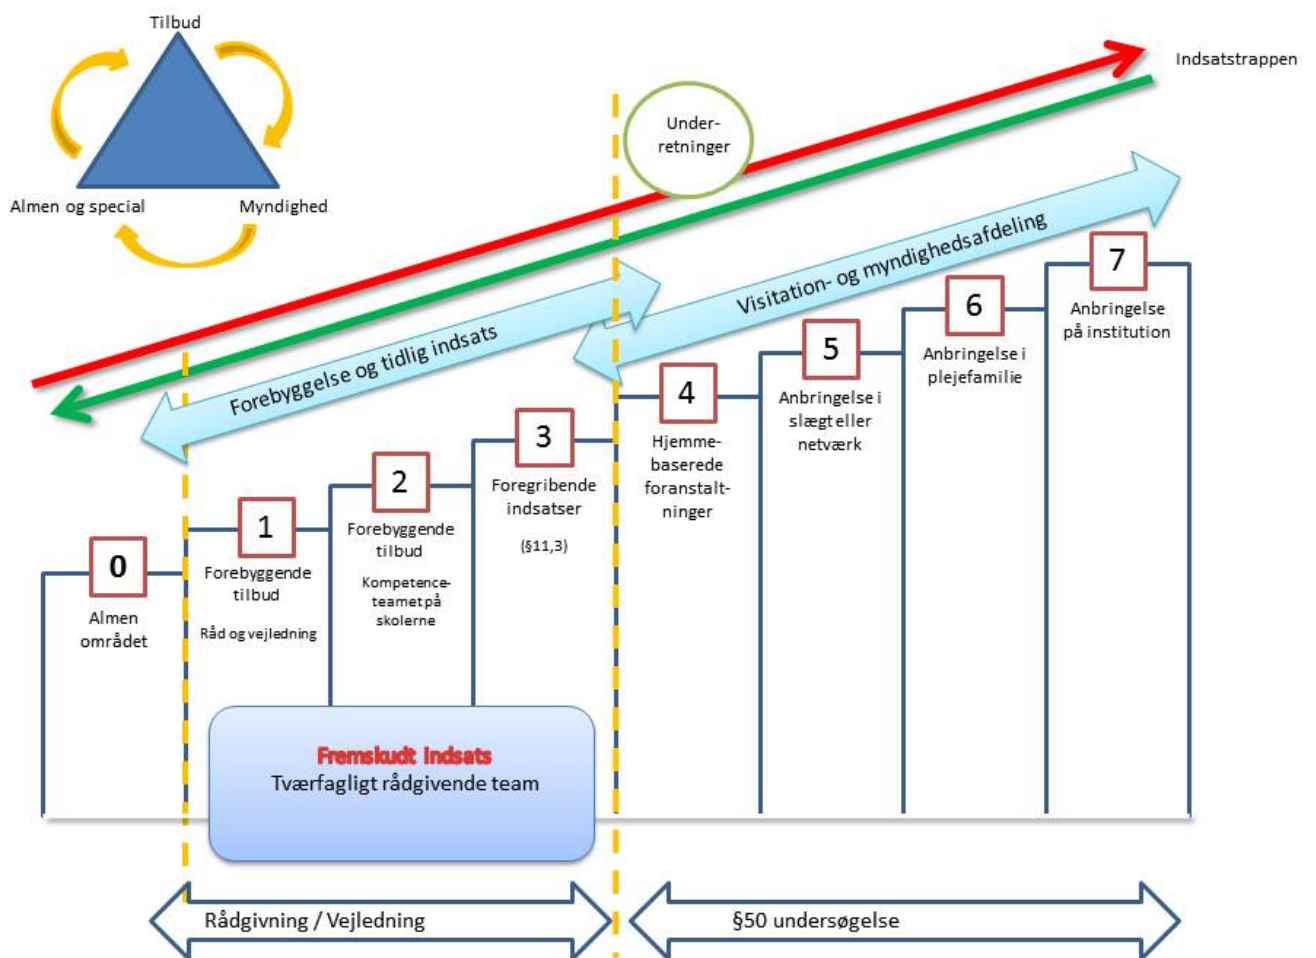 Tilbud
Almen og special
Myndighed
Indsatstrappen
Under-
retninger
Forebyggelse og tidlig indsats
Visitation- og myndighedsafdeling
0
Almen
området
1
Forebyggende
tilbud
Råd og vejledning
2
Forebyggende
tilbud
Kompetence-
teamet på
skolerne
3
Foregribende
indsatser
(§11,3)
4
Hjemme-
baserede
foranstalt-
ninger
5
Anbringelse i
slægt eller
netværk
6
Anbringelse i
plejefamilie
7
Anbringelse
på institution
Fremskudt Indsats
Tværfagligt rådgivende team
Rådgivning / Vejledning
§50 undersøgelse